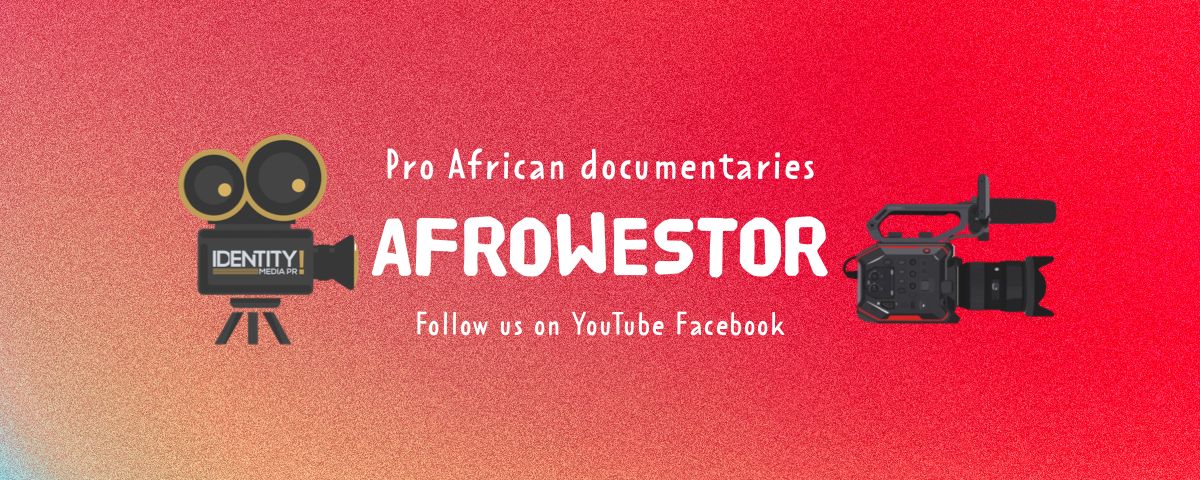 Pro African documentaries
AFROWESTOR
Follow us on YouTube Facebook
IDENTITY!
MEDIA PR